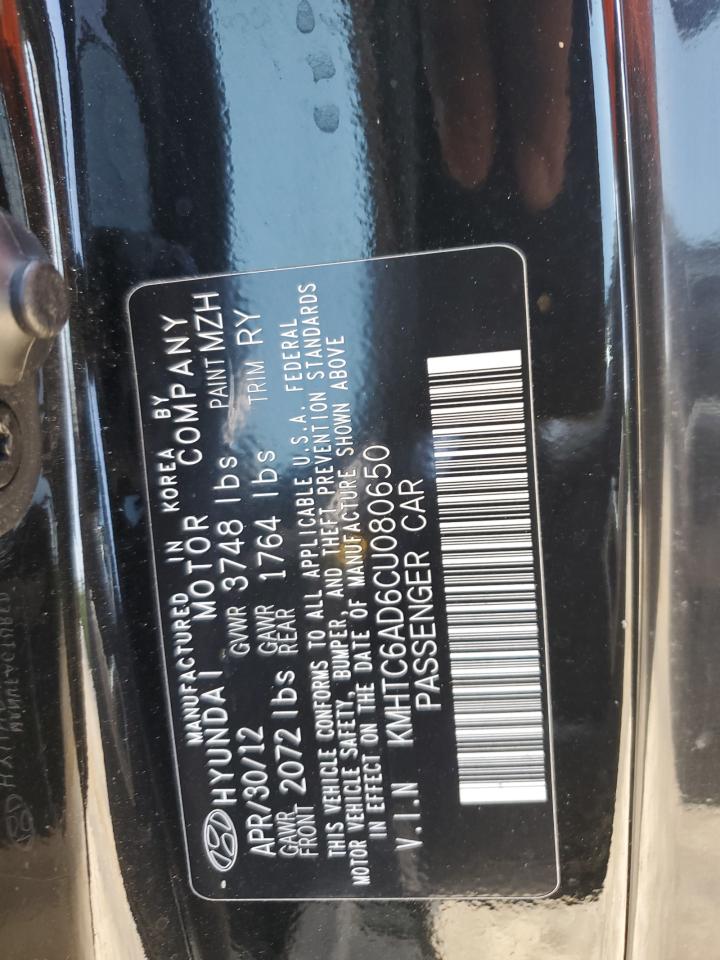 MANUFACTURED IN KOREA BY
HYUNDAI MOTOR COMPANY
APR/30/12 GVWR 3748 lbs PAINT MZH
GAWR FRONT 2072 lbs GAWR REAR 1764 lbs TRIM RY
THIS VEHICLE CONFORMS TO ALL APPLICABLE U.S.A. FEDERAL
MOTOR VEHICLE SAFETY, BUMPER, AND THEFT PREVENTION STANDARDS
IN EFFECT ON THE DATE OF MANUFACTURE SHOWN ABOVE
V.I.N KMHTC6AD6CU080650
PASSENGER CAR